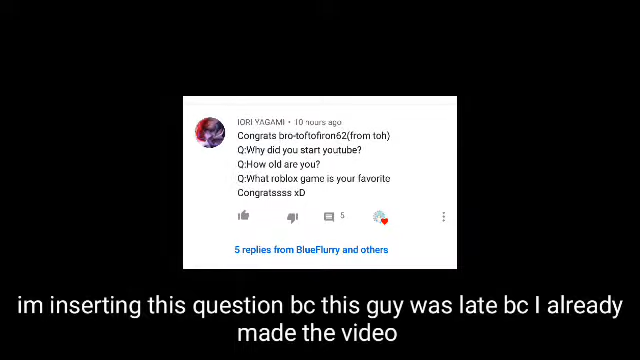 IORI YAGAMI • 10 hours ago
Congrats bro-toftofiron62(from toh)
Q:Why did you start youtube?
Q:How old are you?
Q:What roblox game is your favorite
Congratssss xD
5
5 replies from BlueFlurry and others
im inserting this question bc this guy was late bc I already
made the video